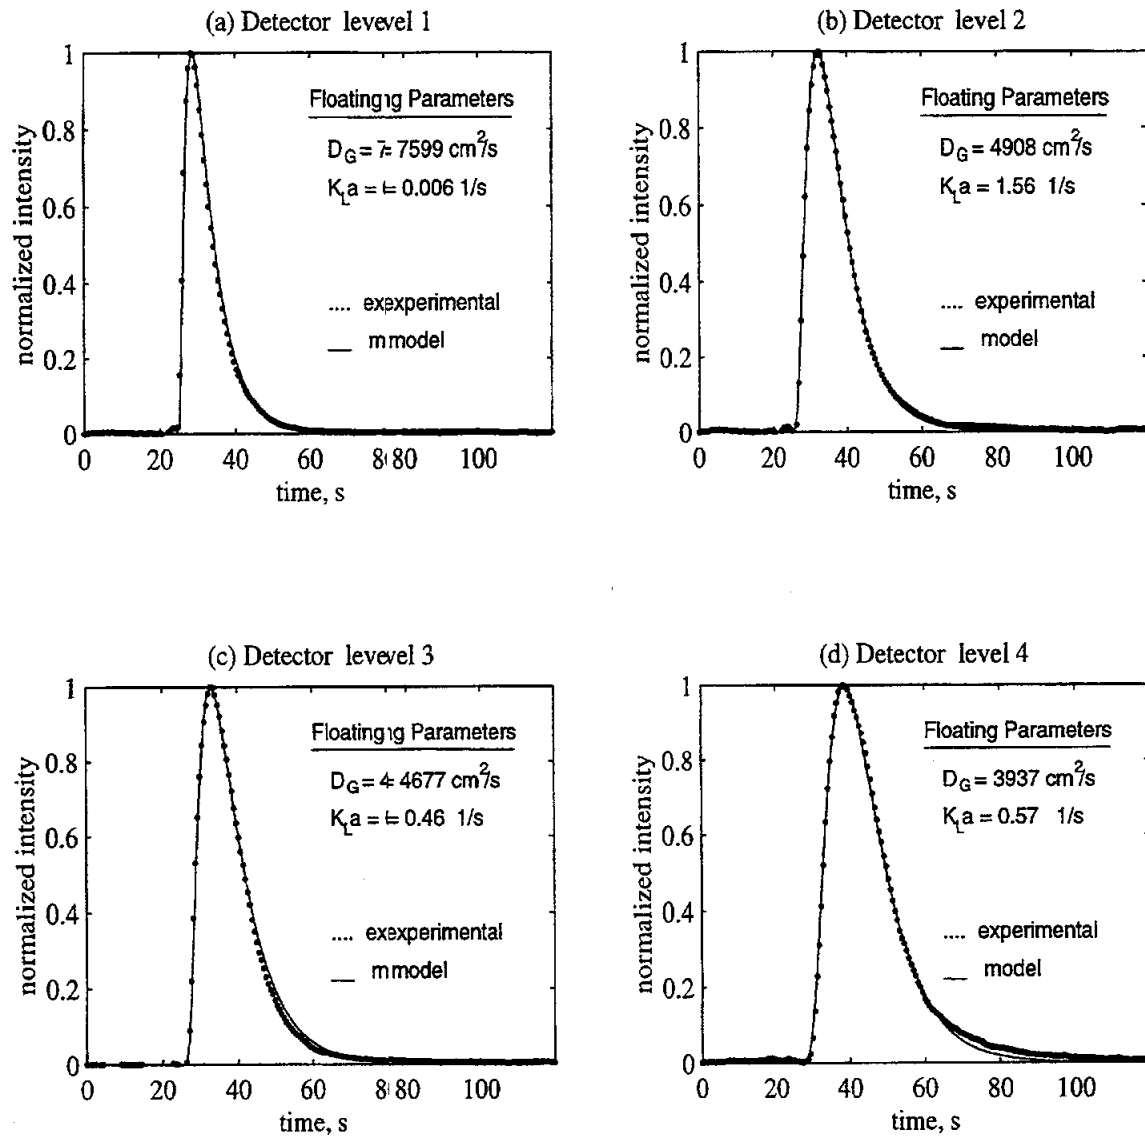 (a) Detector levevel 1
1
0.8
0.6
0.4
0.2
0
normalized intensity
Floatingıg Parameters
D_G = 7= 7599 cm²/s
K_La = t= 0.006 1/s
.... exexperimental
— mmodel
0 20 40 60 8(80 100
time, s
(b) Detector level 2
1
0.8
0.6
0.4
0.2
0
normalized intensity
Floating Parameters
D_G = 4908 cm²/s
K_La = 1.56 1/s
.... experimental
— model
0 20 40 60 80 100
time, s
(c) Detector levevel 3
1
0.8
0.6
0.4
0.2
0
normalized intensity
Floatingıg Parameters
D_G = 4= 4677 cm²/s
K_La = t= 0.46 1/s
.... exexperimental
— mmodel
0 20 40 60 8(80 100
time, s
(d) Detector level 4
1
0.8
0.6
0.4
0.2
0
normalized intensity
Floating Parameters
D_G = 3937 cm²/s
K_La = 0.57 1/s
.... experimental
— model
0 20 40 60 80 100
time, s